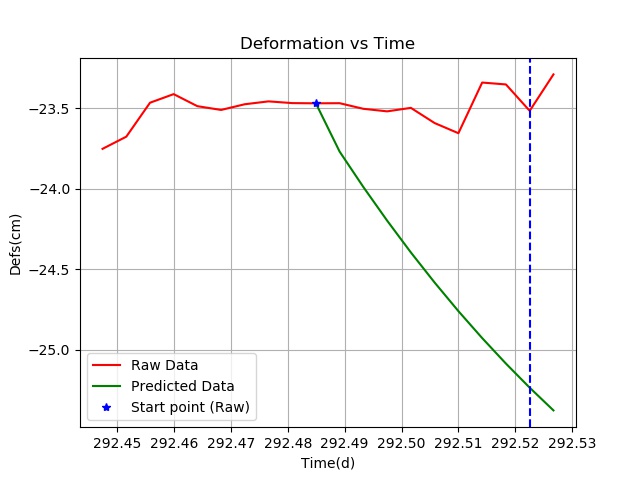 Deformation vs Time
Defs(cm)
−23.5
−24.0
−24.5
−25.0
Raw Data
Predicted Data
Start point (Raw)
292.45 292.46 292.47 292.48 292.49 292.50 292.51 292.52 292.53
Time(d)